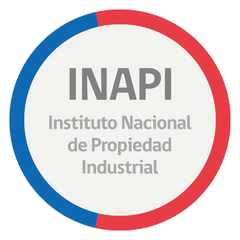 INAPI
Instituto Nacional
de Propiedad
Industrial